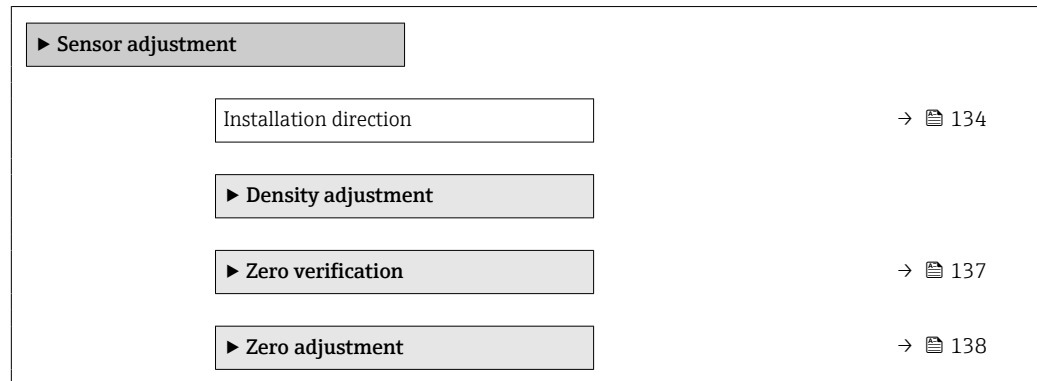 ▶ Sensor adjustment
Installation direction → 134
▶ Density adjustment
▶ Zero verification → 137
▶ Zero adjustment → 138